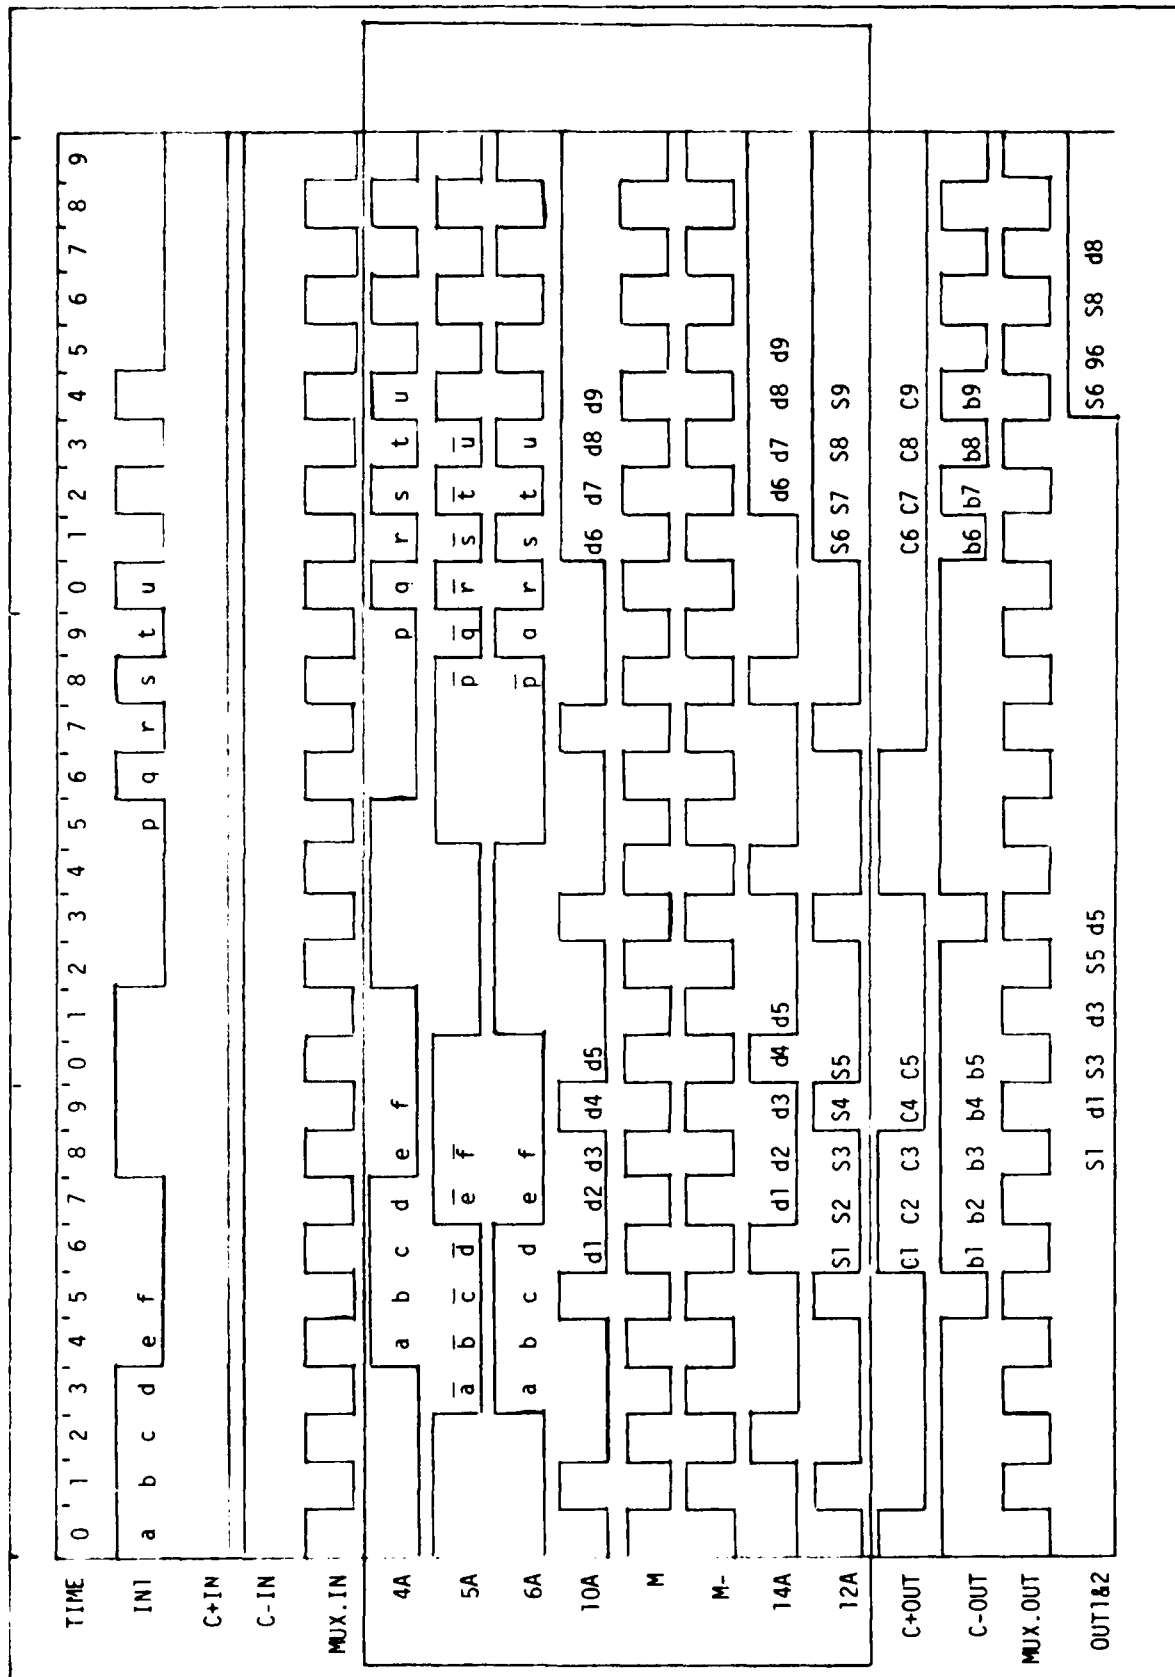 TIME 0 1 2 3 4 5 6 7 8 9 0 1 2 3 4 5 6 7 8 9 0 1 2 3 4 5 6 7 8 9
IN1 a b c d e f p q r s t u
C+IN
C-IN
MUX.IN
4A a b c d e f p q r s t u
5A a̅ b̅ c̅ d̅ e̅ f̅ p̅ q̅ r̅ s̅ t̅ u̅
6A a b c d e f p̅ q r s t u
10A d1 d2 d3 d4 d5 d6 d7 d8 d9
M
M-
14A d1 d2 d3 d4 d5 d6 d7 d8 d9
12A S1 S2 S3 S4 S5 S6 S7 S8 S9
C+OUT C1 C2 C3 C4 C5 C6 C7 C8 C9
C-OUT b1 b2 b3 b4 b5 b6 b7 b8 b9
MUX.OUT
OUT1&2 S1 d1 S3 d3 S5 d5 S6 96 S8 d8